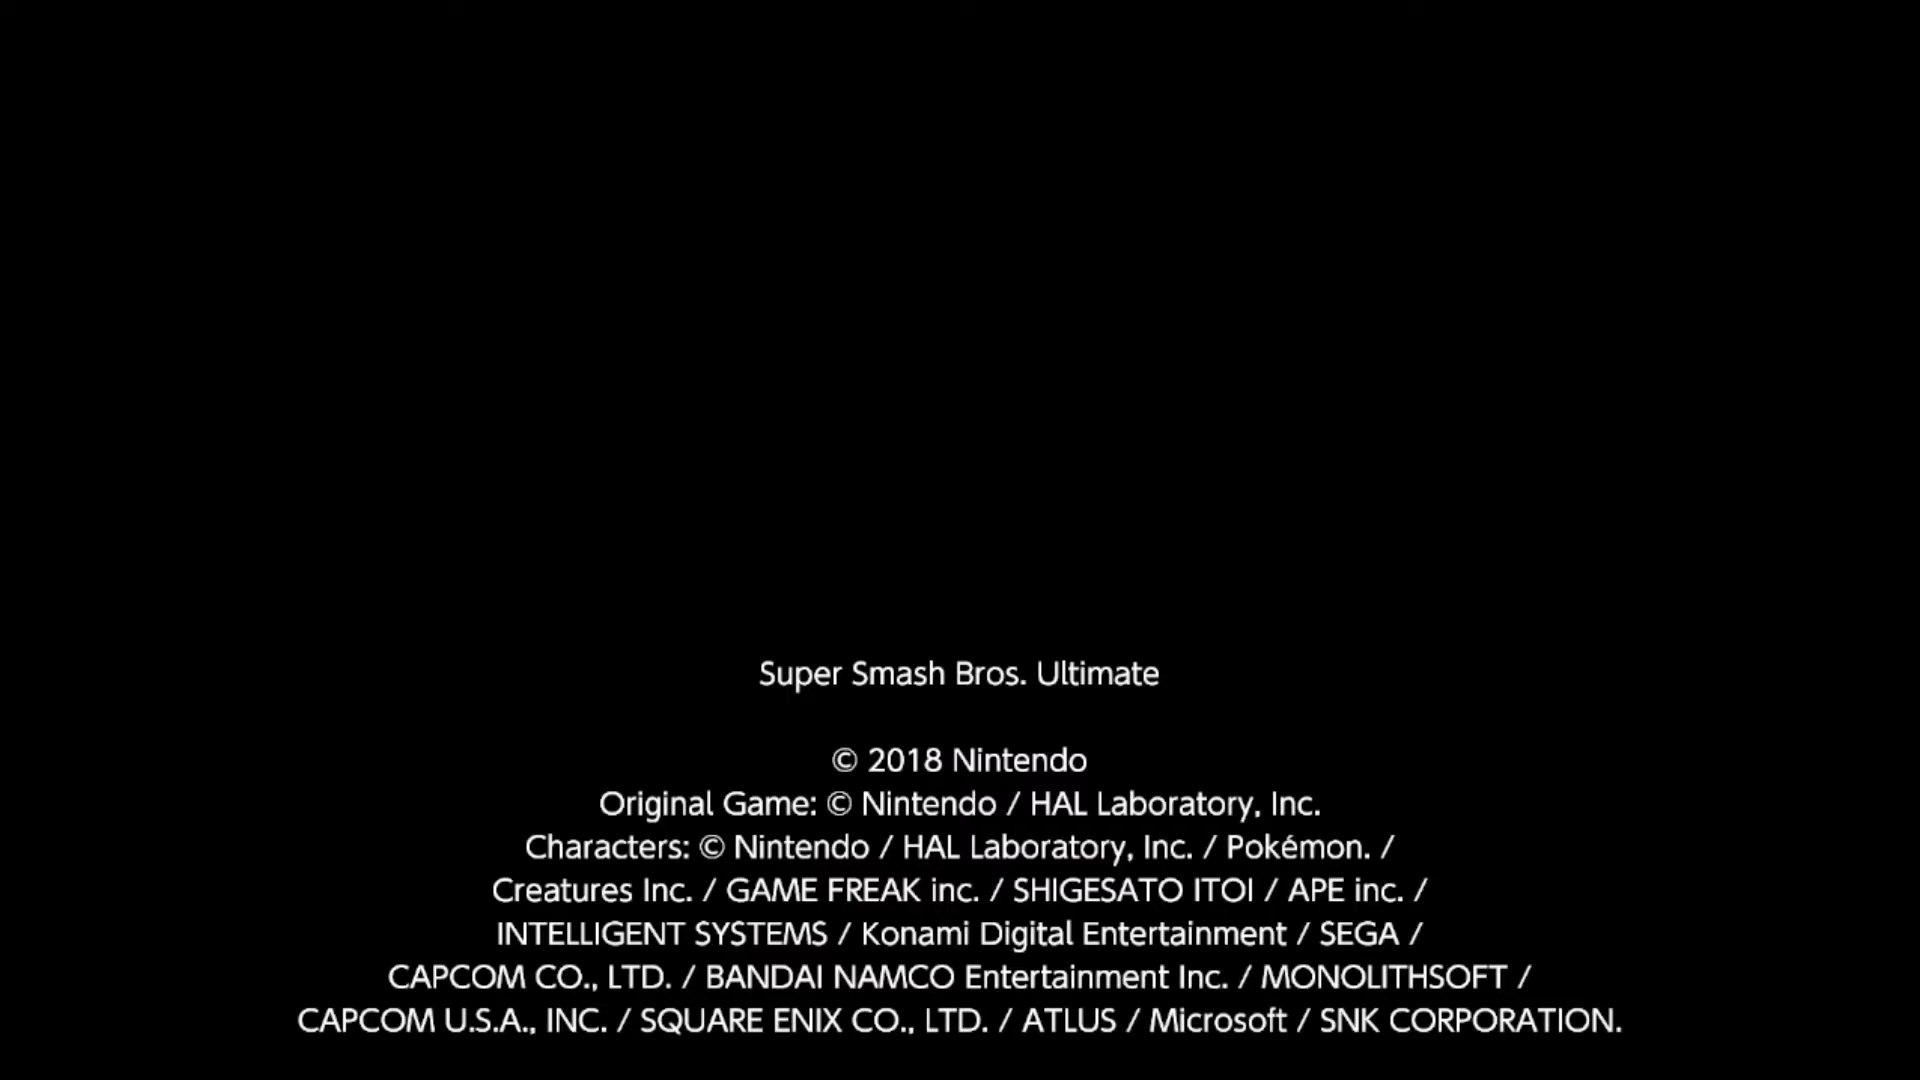 Super Smash Bros. Ultimate
© 2018 Nintendo
Original Game: © Nintendo / HAL Laboratory, Inc.
Characters: © Nintendo / HAL Laboratory, Inc. / Pokémon. /
Creatures Inc. / GAME FREAK inc. / SHIGESATO ITOI / APE inc. /
INTELLIGENT SYSTEMS / Konami Digital Entertainment / SEGA /
CAPCOM CO., LTD. / BANDAI NAMCO Entertainment Inc. / MONOLITHSOFT /
CAPCOM U.S.A., INC. / SQUARE ENIX CO., LTD. / ATLUS / Microsoft / SNK CORPORATION.